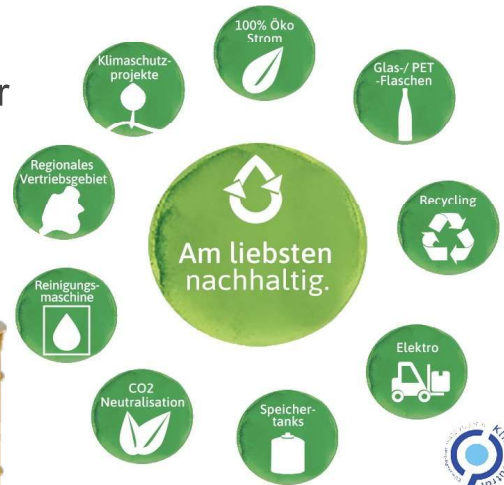 100% Öko
Strom
Klimaschutz-
projekte
Glas-/ PET
-Flaschen
r
Regionales
Vertriebsgebiet
Recycling
Am liebsten
nachhaltig.
Reinigungs-
maschine
Elektro
CO2
Neutralisation
Speicher-
tanks